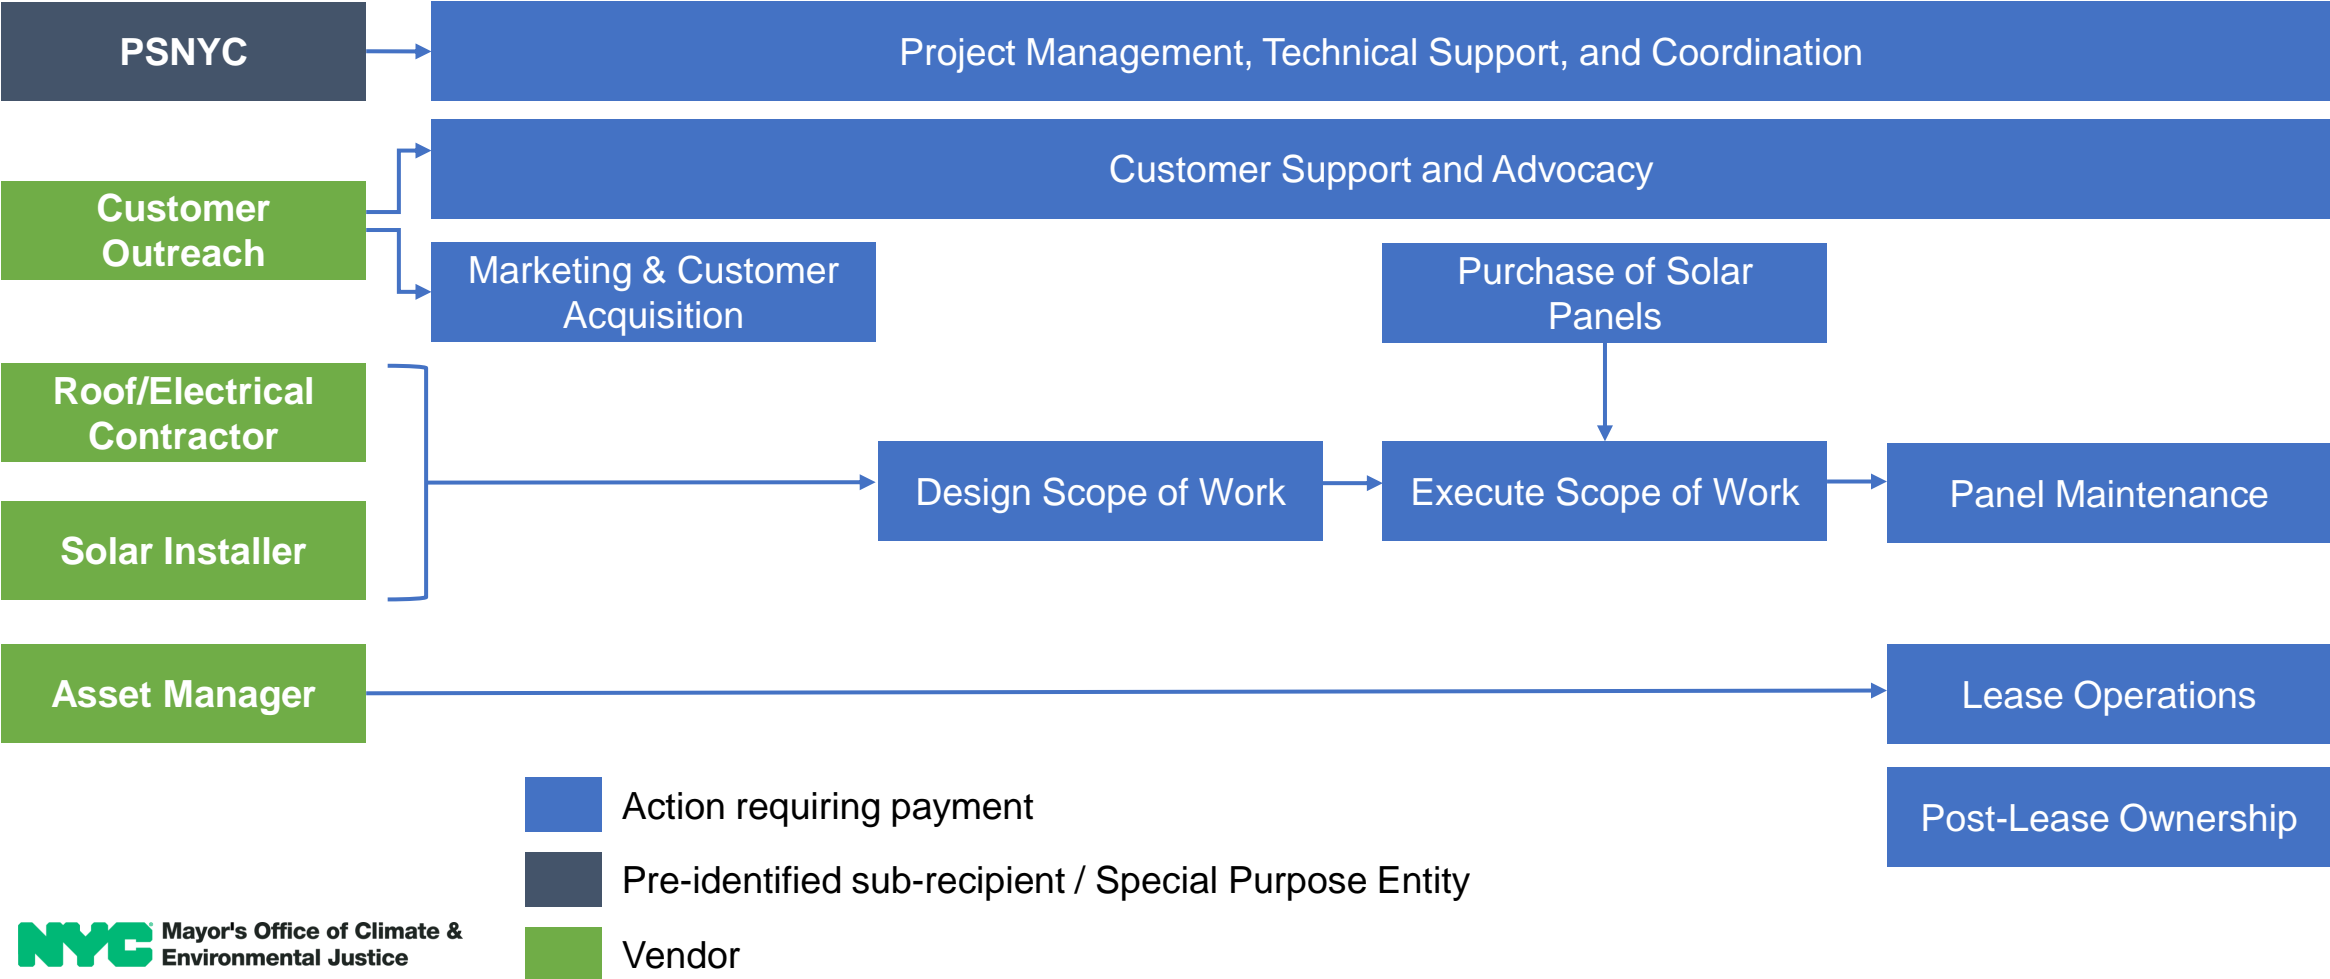 PSNYC
Project Management, Technical Support, and Coordination
Customer Support and Advocacy
Customer
Outreach
Marketing & Customer
Acquisition
Purchase of Solar
Panels
Roof/Electrical
Contractor
Design Scope of Work
Execute Scope of Work
Panel Maintenance
Solar Installer
Asset Manager
Lease Operations
Post-Lease Ownership
Action requiring payment
Pre-identified sub-recipient / Special Purpose Entity
Vendor
NYC
Mayor's Office of Climate &
Environmental Justice